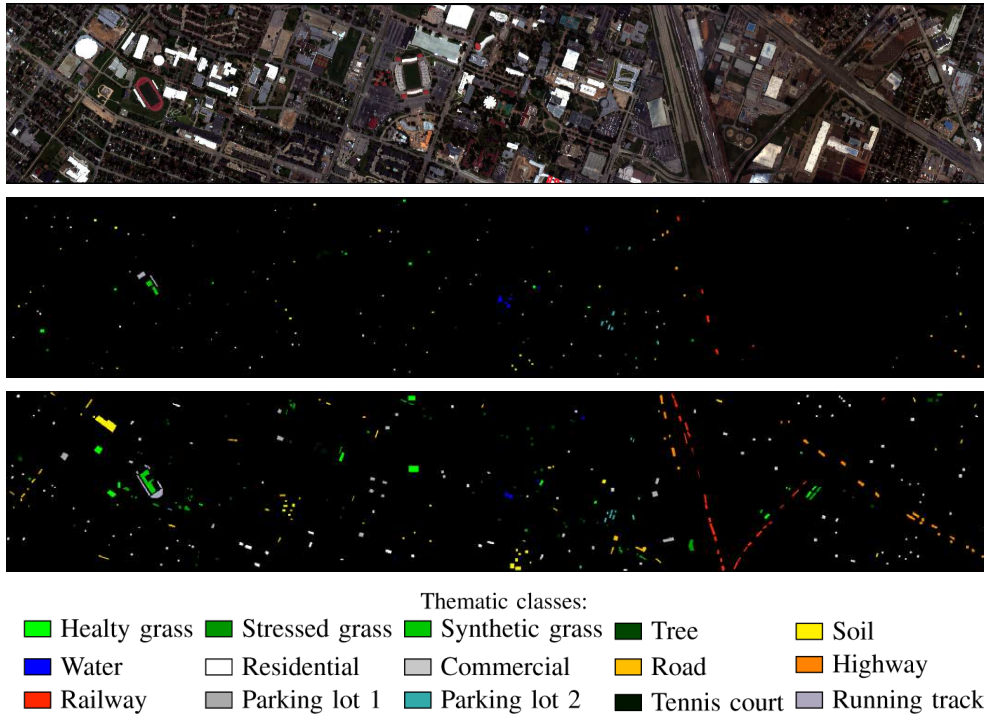 Thematic classes:
Healty grass Stressed grass Synthetic grass Tree Soil
Water Residential Commercial Road Highway
Railway Parking lot 1 Parking lot 2 Tennis court Running track